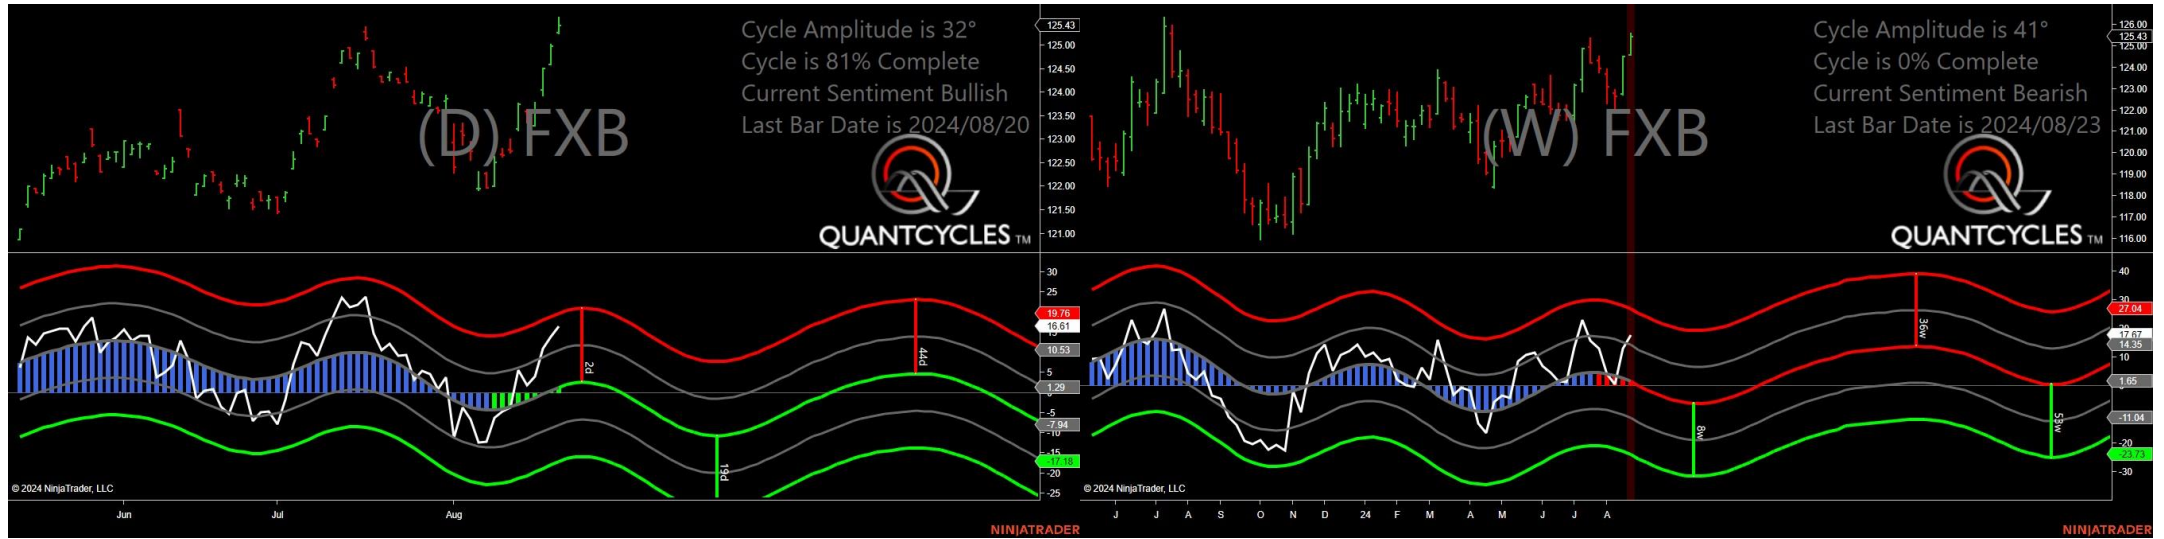 Cycle Amplitude is 32°
Cycle is 81% Complete
Current Sentiment Bullish
Last Bar Date is 2024/08/20
(D) FXB
QUANTCYCLES TM
125.43
125.00
124.50
124.00
123.50
123.00
122.50
122.00
121.50
121.00
30
25
19.76
16.61
10.53
5
1.29
-5
-7.94
-10
-15
-17.18
-20
-25
2d
19d
44d
© 2024 NinjaTrader, LLC
Jun Jul Aug
NINJATRADER
Cycle Amplitude is 41°
Cycle is 0% Complete
Current Sentiment Bearish
Last Bar Date is 2024/08/23
(W) FXB
QUANTCYCLES TM
126.00
125.43
125.00
124.00
123.00
122.00
121.00
120.00
119.00
118.00
117.00
116.00
40
30
27.04
17.67
14.35
10
1.65
-11.04
-20
-23.73
-30
8w
36w
53w
© 2024 NinjaTrader, LLC
J J A S O N D 24 F M A M J J A
NINJATRADER